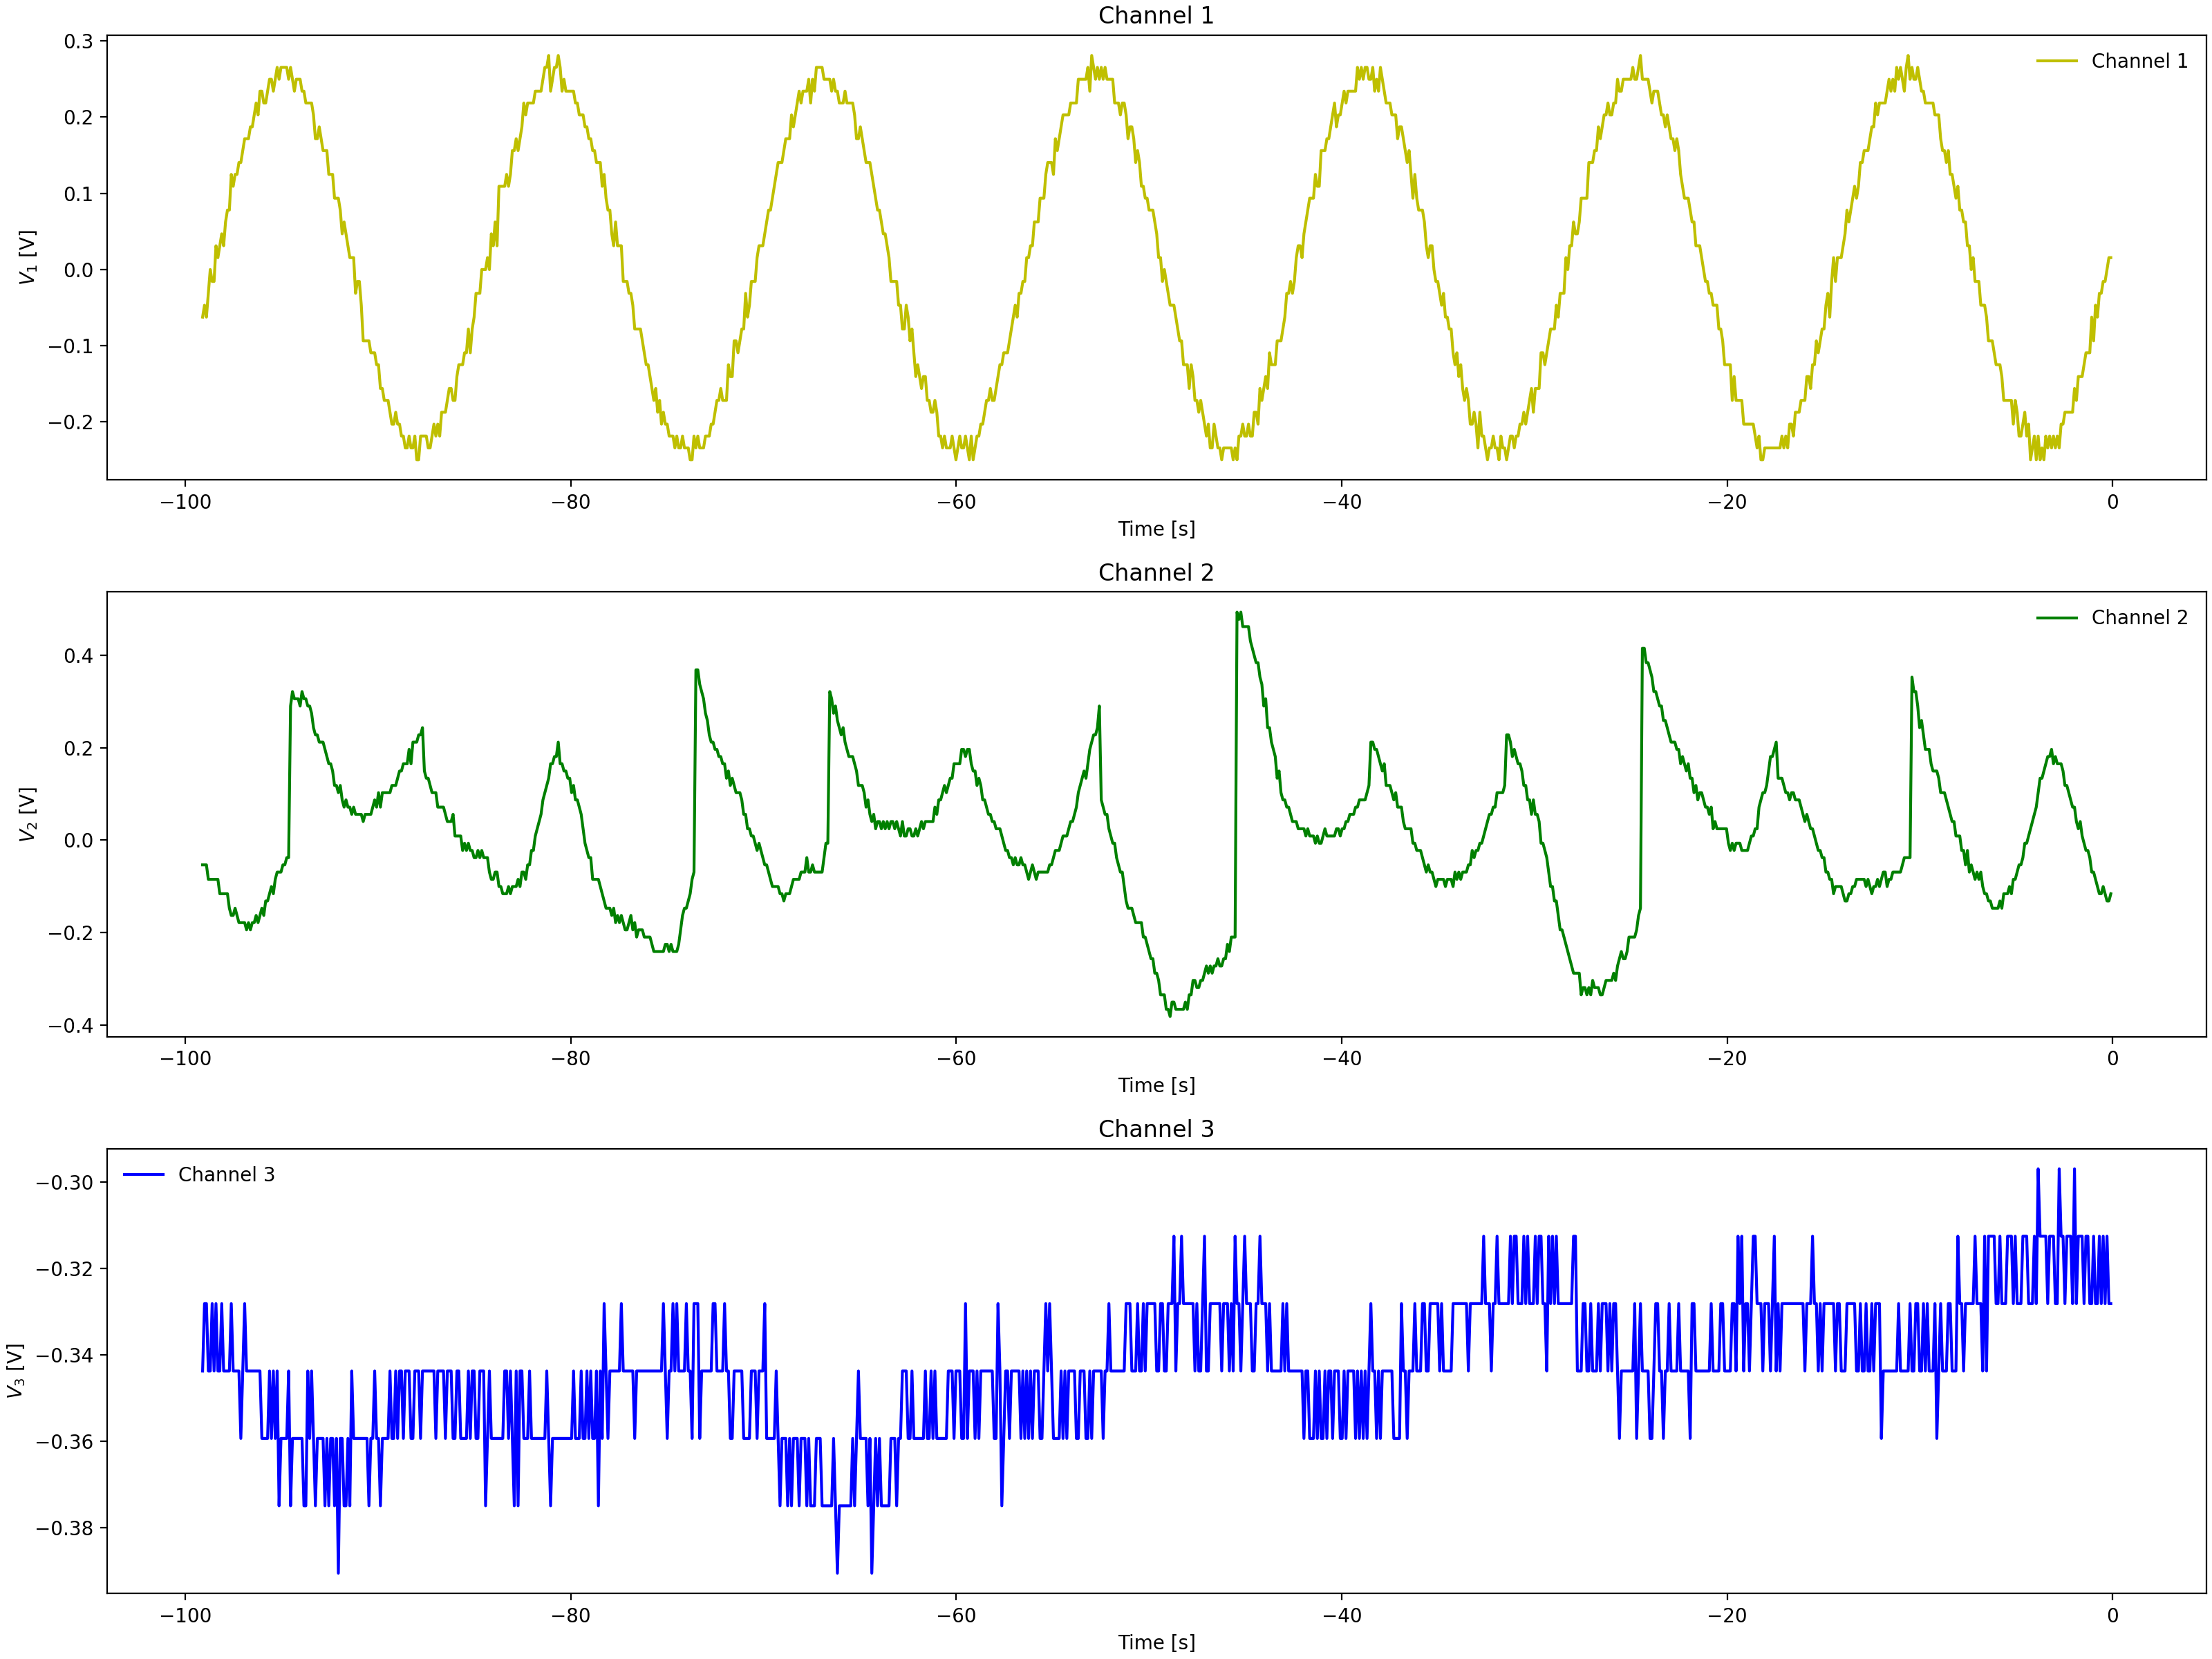 Channel 1
0.3
0.2
0.1
0.0
−0.1
−0.2
V1 [V]
Channel 1
−100 −80 −60 −40 −20 0
Time [s]
Channel 2
0.4
0.2
0.0
−0.2
−0.4
V2 [V]
Channel 2
−100 −80 −60 −40 −20 0
Time [s]
Channel 3
−0.30
−0.32
−0.34
−0.36
−0.38
V3 [V]
Channel 3
−100 −80 −60 −40 −20 0
Time [s]